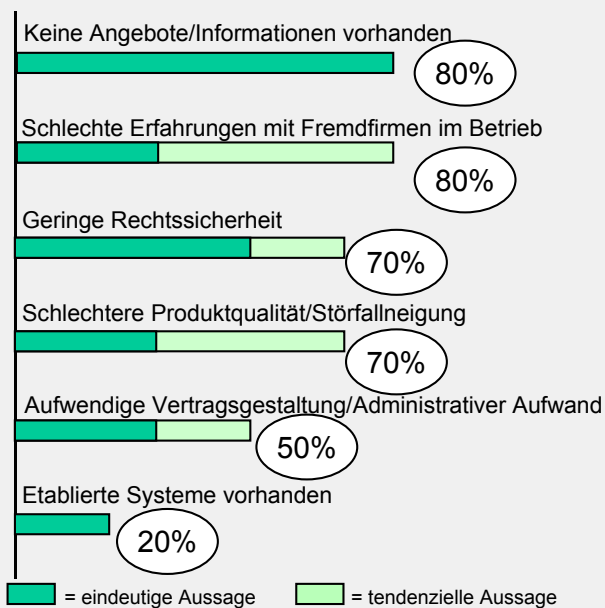 Keine Angebote/Informationen vorhanden
80%
Schlechte Erfahrungen mit Fremdfirmen im Betrieb
80%
Geringe Rechtssicherheit
70%
Schlechtere Produktqualität/Störfallneigung
70%
Aufwendige Vertragsgestaltung/Administrativer Aufwand
50%
Etablierte Systeme vorhanden
20%
= eindeutige Aussage = tendenzielle Aussage